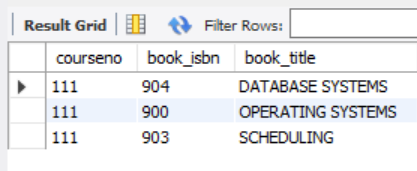 Result Grid Filter Rows:
courseno book_isbn book_title
111 904 DATABASE SYSTEMS
111 900 OPERATING SYSTEMS
111 903 SCHEDULING